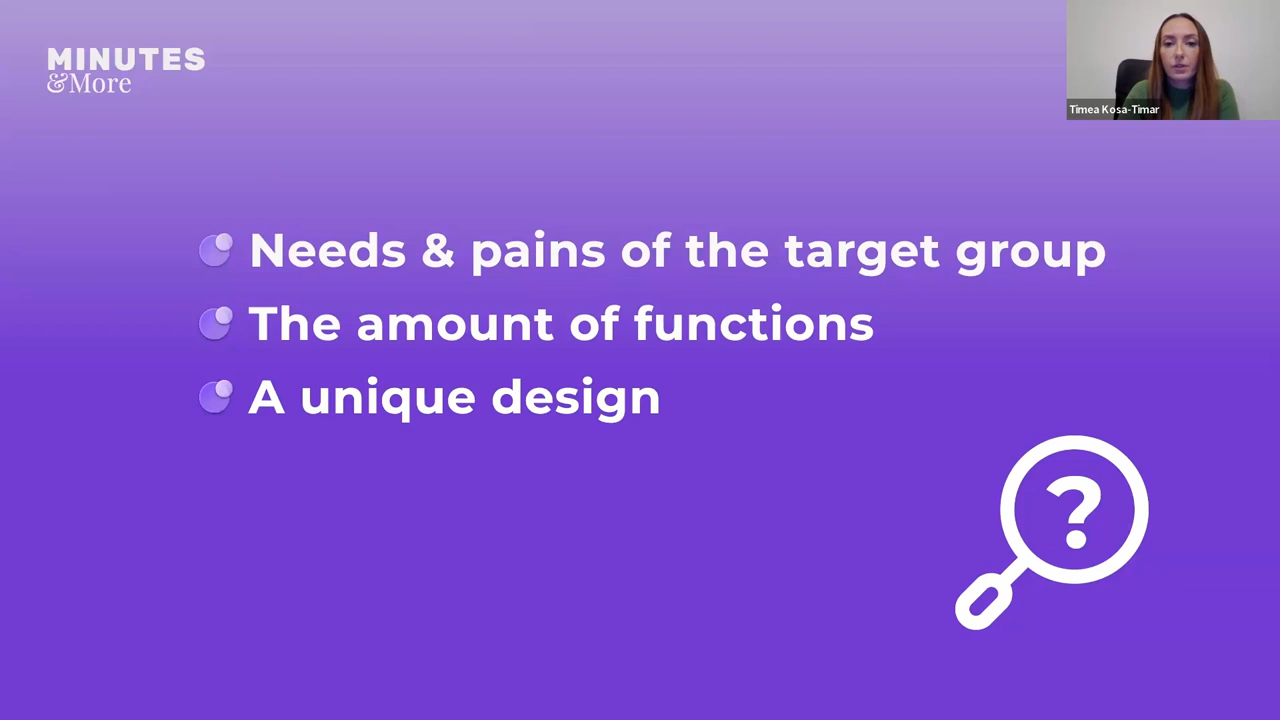 MINUTES
&More
Timea Kosa-Timar
Needs & pains of the target group
The amount of functions
A unique design
?